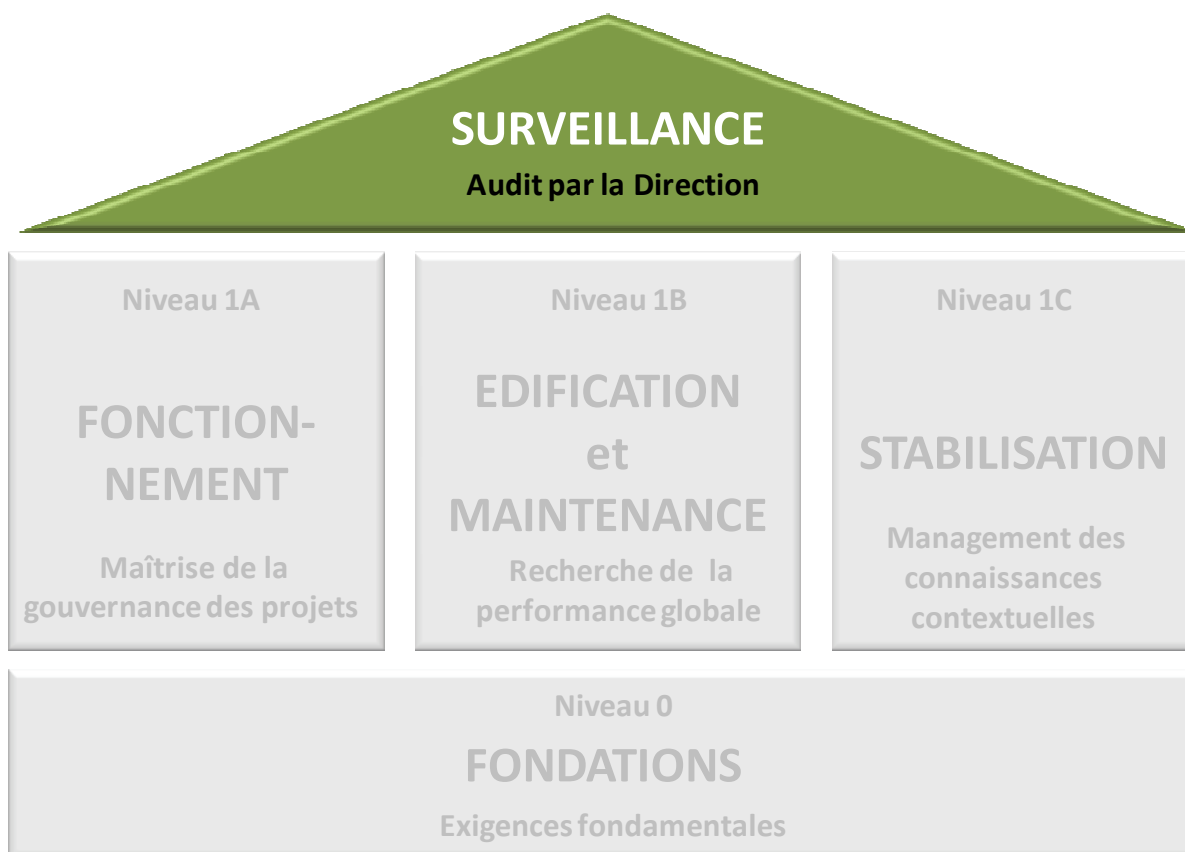 SURVEILLANCE
Audit par la Direction
Niveau 1A
FONCTION-
NEMENT
Maîtrise de la
gouvernance des projets
Niveau 1B
EDIFICATION
et
MAINTENANCE
Recherche de la
performance globale
Niveau 1C
STABILISATION
Management des
connaissances
contextuelles
Niveau 0
FONDATIONS
Exigences fondamentales